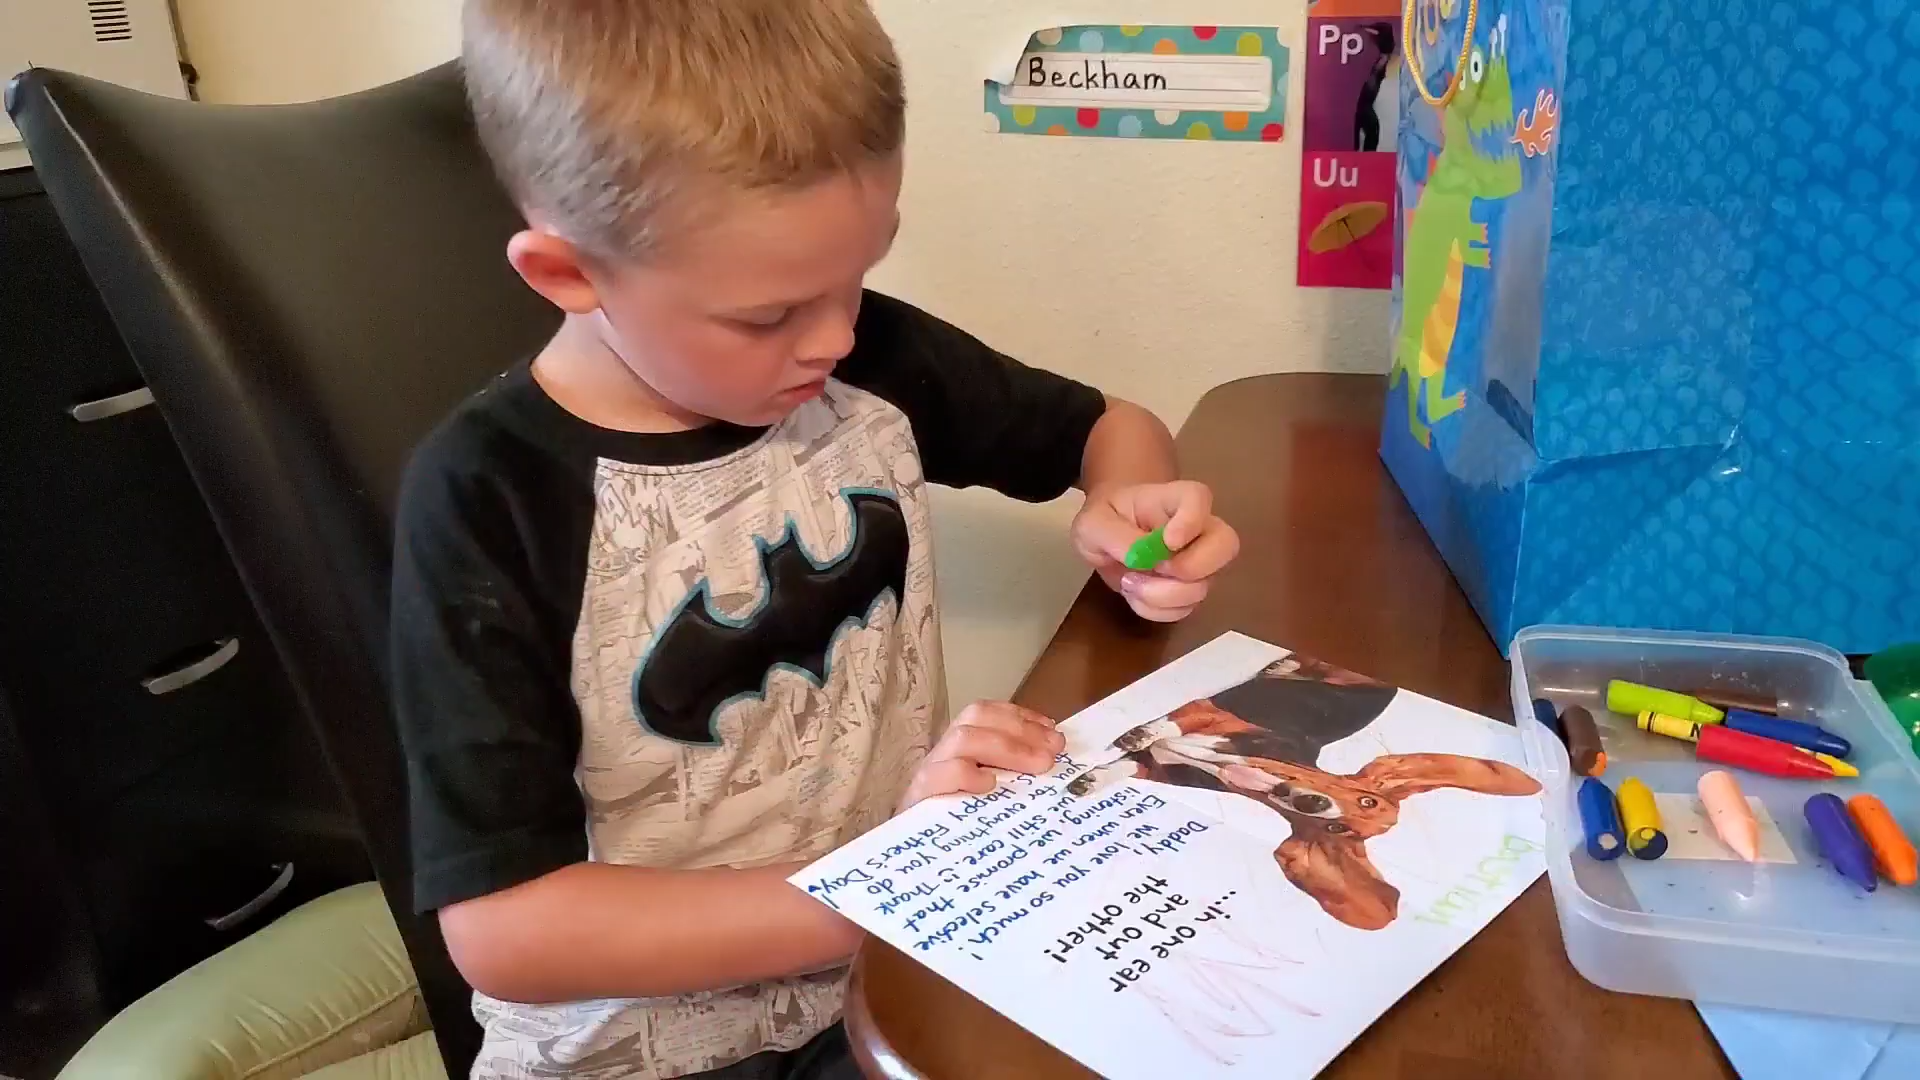 Beckham
Pp
Uu
...in one ear
and out
the other!
Daddy,
We love you so much!
Even when we have selective
listening, we promise that
we still care. Thank
you for everything you do
Happy Father's Day!